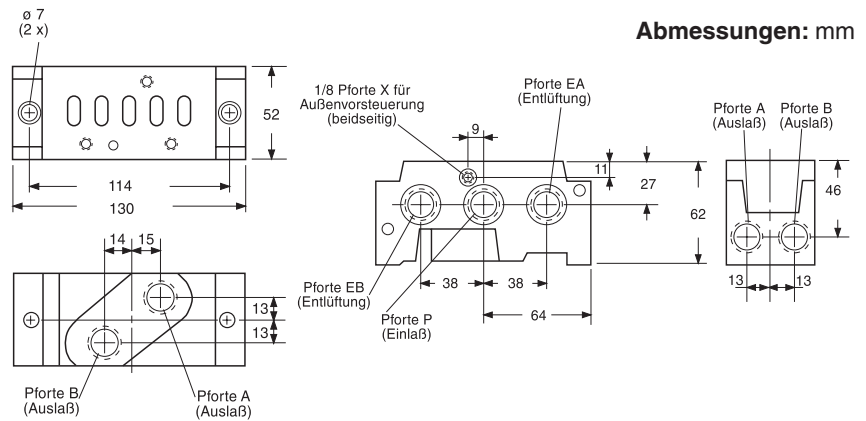 Abmessungen: mm
ø 7
(2 x)
52
114
130
1/8 Pforte X für
Außenvorsteuerung
(beidseitig)
Pforte EA
(Entlüftung)
9
11
27
62
38
38
64
Pforte EB
(Entlüftung)
Pforte P
(Einlaß)
Pforte A
(Auslaß)
Pforte B
(Auslaß)
46
13
13
14
15
13
13
Pforte B
(Auslaß)
Pforte A
(Auslaß)